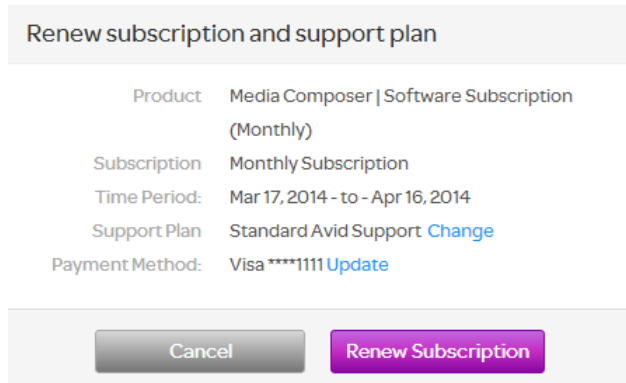 Renew subscription and support plan
Product Media Composer | Software Subscription
(Monthly)
Subscription Monthly Subscription
Time Period: Mar 17, 2014 - to - Apr 16, 2014
Support Plan Standard Avid Support Change
Payment Method: Visa ****1111 Update
Cancel Renew Subscription